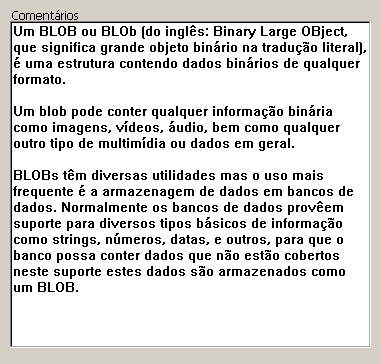 Comentários
Um BLOB ou BLOb (do inglês: Binary Large OBject,
que significa grande objeto binário na tradução literal),
é uma estrutura contendo dados binários de qualquer
formato.
Um blob pode conter qualquer informação binária
como imagens, vídeos, áudio, bem como qualquer
outro tipo de multimídia ou dados em geral.
BLOBs têm diversas utilidades mas o uso mais
frequente é a armazenagem de dados em bancos de
dados. Normalmente os bancos de dados provêem
suporte para diversos tipos básicos de informação
como strings, números, datas, e outros, para que o
banco possa conter dados que não estão cobertos
neste suporte estes dados são armazenados como
um BLOB.